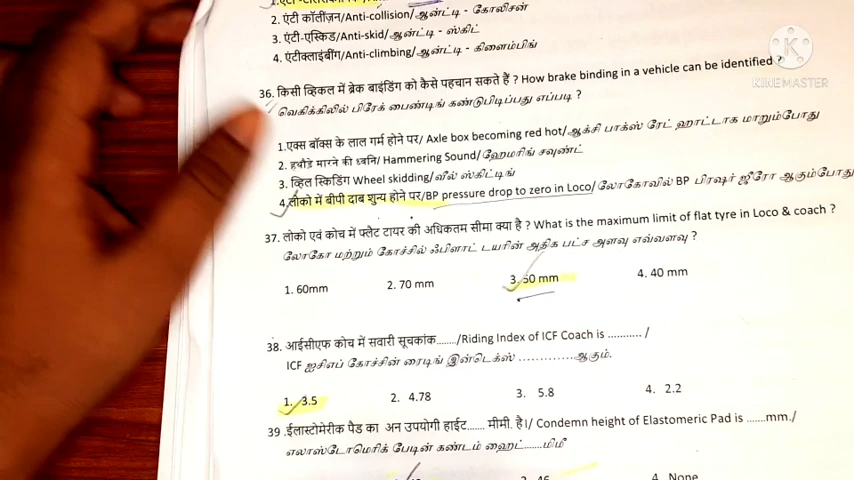 2. एंटी कॉलींज़न/Anti-collision/ஆன்ட்டி - கோலிசன்
3. एंटी-एस्किड/Anti-skid/ஆன்ட்டி - ஸ்கிட்
4. एंटीक्लाईबींग/Anti-climbing/ஆன்ட்டி - கிளைம்பிங்
KINEMASTER
36. किसी व्हिकल में ब्रेक बाइंडिंग को कैसे पहचान सकते हैं ? How brake binding in a vehicle can be identified ?
வெகிக்கிலில் பிரேக் பைண்டிங் கண்டுபிடிப்பது எப்படி ?
1.एक्स बॉक्स के लाल गर्म होने पर/ Axle box becoming red hot/ஆக்சி பாக்ஸ் ரேட் ஹாட்டாக மாறும்போது
2. हथौड़े मारने की ध्वनि/ Hammering Sound/ஹேமரிங் சவுண்ட்
3. व्हिल स्किडिंग Wheel skidding/வீல் ஸ்கிட்டிங்
4.लोको में बीपी दाब शुन्य होने पर/BP pressure drop to zero in Loco/லோகோவில் BP பிரஷர் ஜீரோ ஆகும்போது
37. लोको एवं कोच में फ्लैट टायर की अधिकतम सीमा क्या है ? What is the maximum limit of flat tyre in Loco & coach ?
லோகோ மற்றும் கோச்சில் ஃபிளாட் டயரின் அதிக பட்ச அளவு எவ்வளவு ?
1. 60mm 2. 70 mm 3. 50 mm 4. 40 mm
38. आईसीएफ कोच में सवारी सूचकांक......./Riding Index of ICF Coach is ........... /
ICF ஐசிஎப் கோச்சின் ரைடிங் இன்டெக்ஸ் .............ஆகும்.
1. 3.5 2. 4.78 3. 5.8 4. 2.2
39 .ईलास्टोमेरीक पैड का अन उपयोगी हाईट....... मीमी. है।/ Condemn height of Elastomeric Pad is .......mm./
எலாஸ்டோமெரிக் பேடின் கண்டம் ஹைட்.......மிமீ
4. None